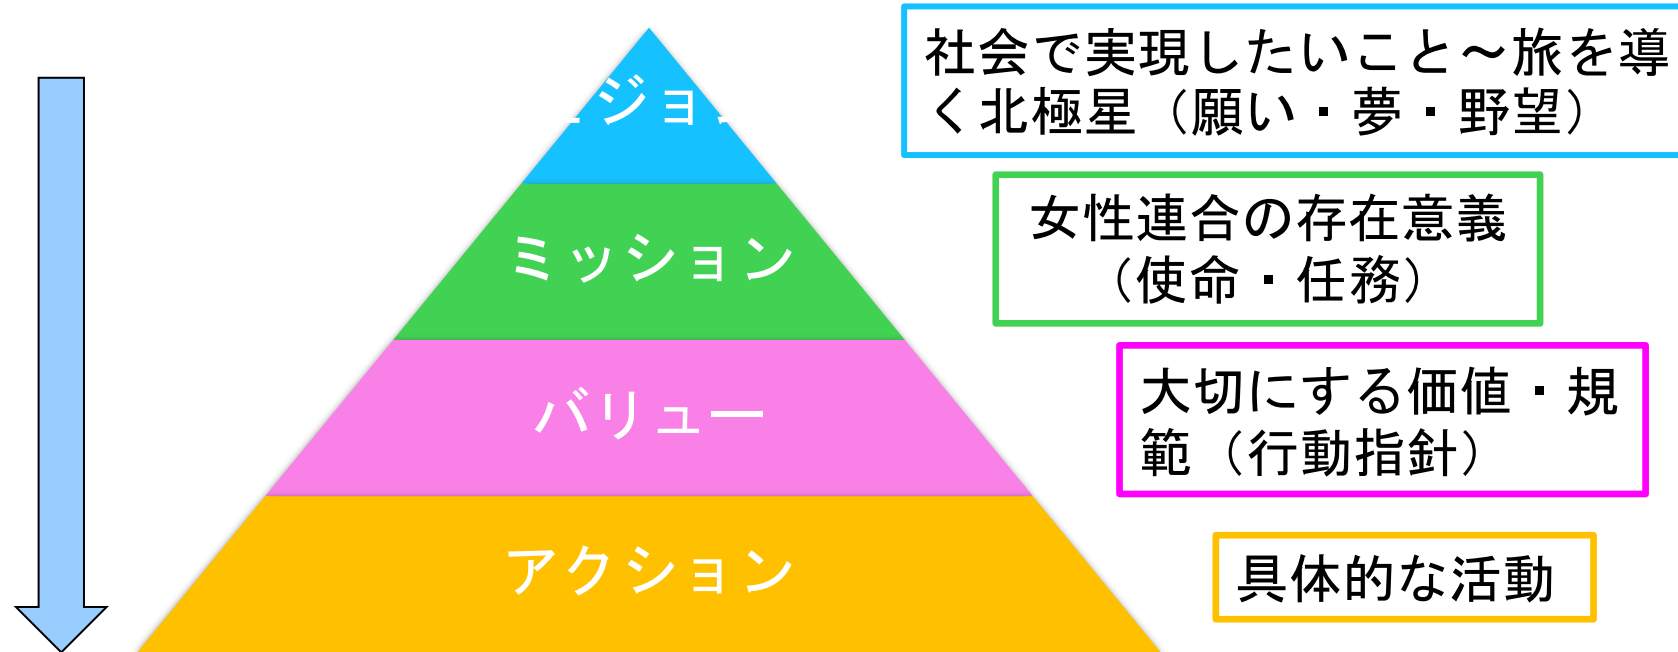 社会で実現したいこと～旅を導
く北極星（願い・夢・野望）
ジョ
ミッション
女性連合の存在意義
（使命・任務）
バリュー
大切にする価値・規
範（行動指針）
アクション
具体的な活動